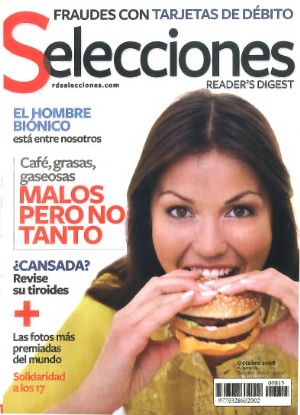 FRAUDES CON TARJETAS DE DÉBITO
Selecciones
rdselecciones.com
READER'S DIGEST
EL HOMBRE
BIÓNICO
está entre nosotros
Café, grasas,
gaseosas
MALOS
PERO NO
TANTO
¿CANSADA?
Revise
su tiroides
+
Las fotos más
premiadas
del mundo
Solidaridad
a los 17
Octubre 2008
00815
9770328602002